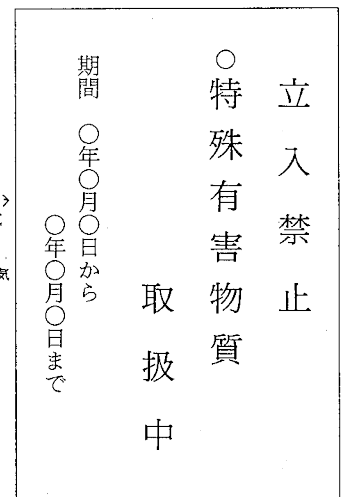 立入禁止
○特殊有害物質
取扱中
期間　○年○月○日から
○年○月○日まで
気